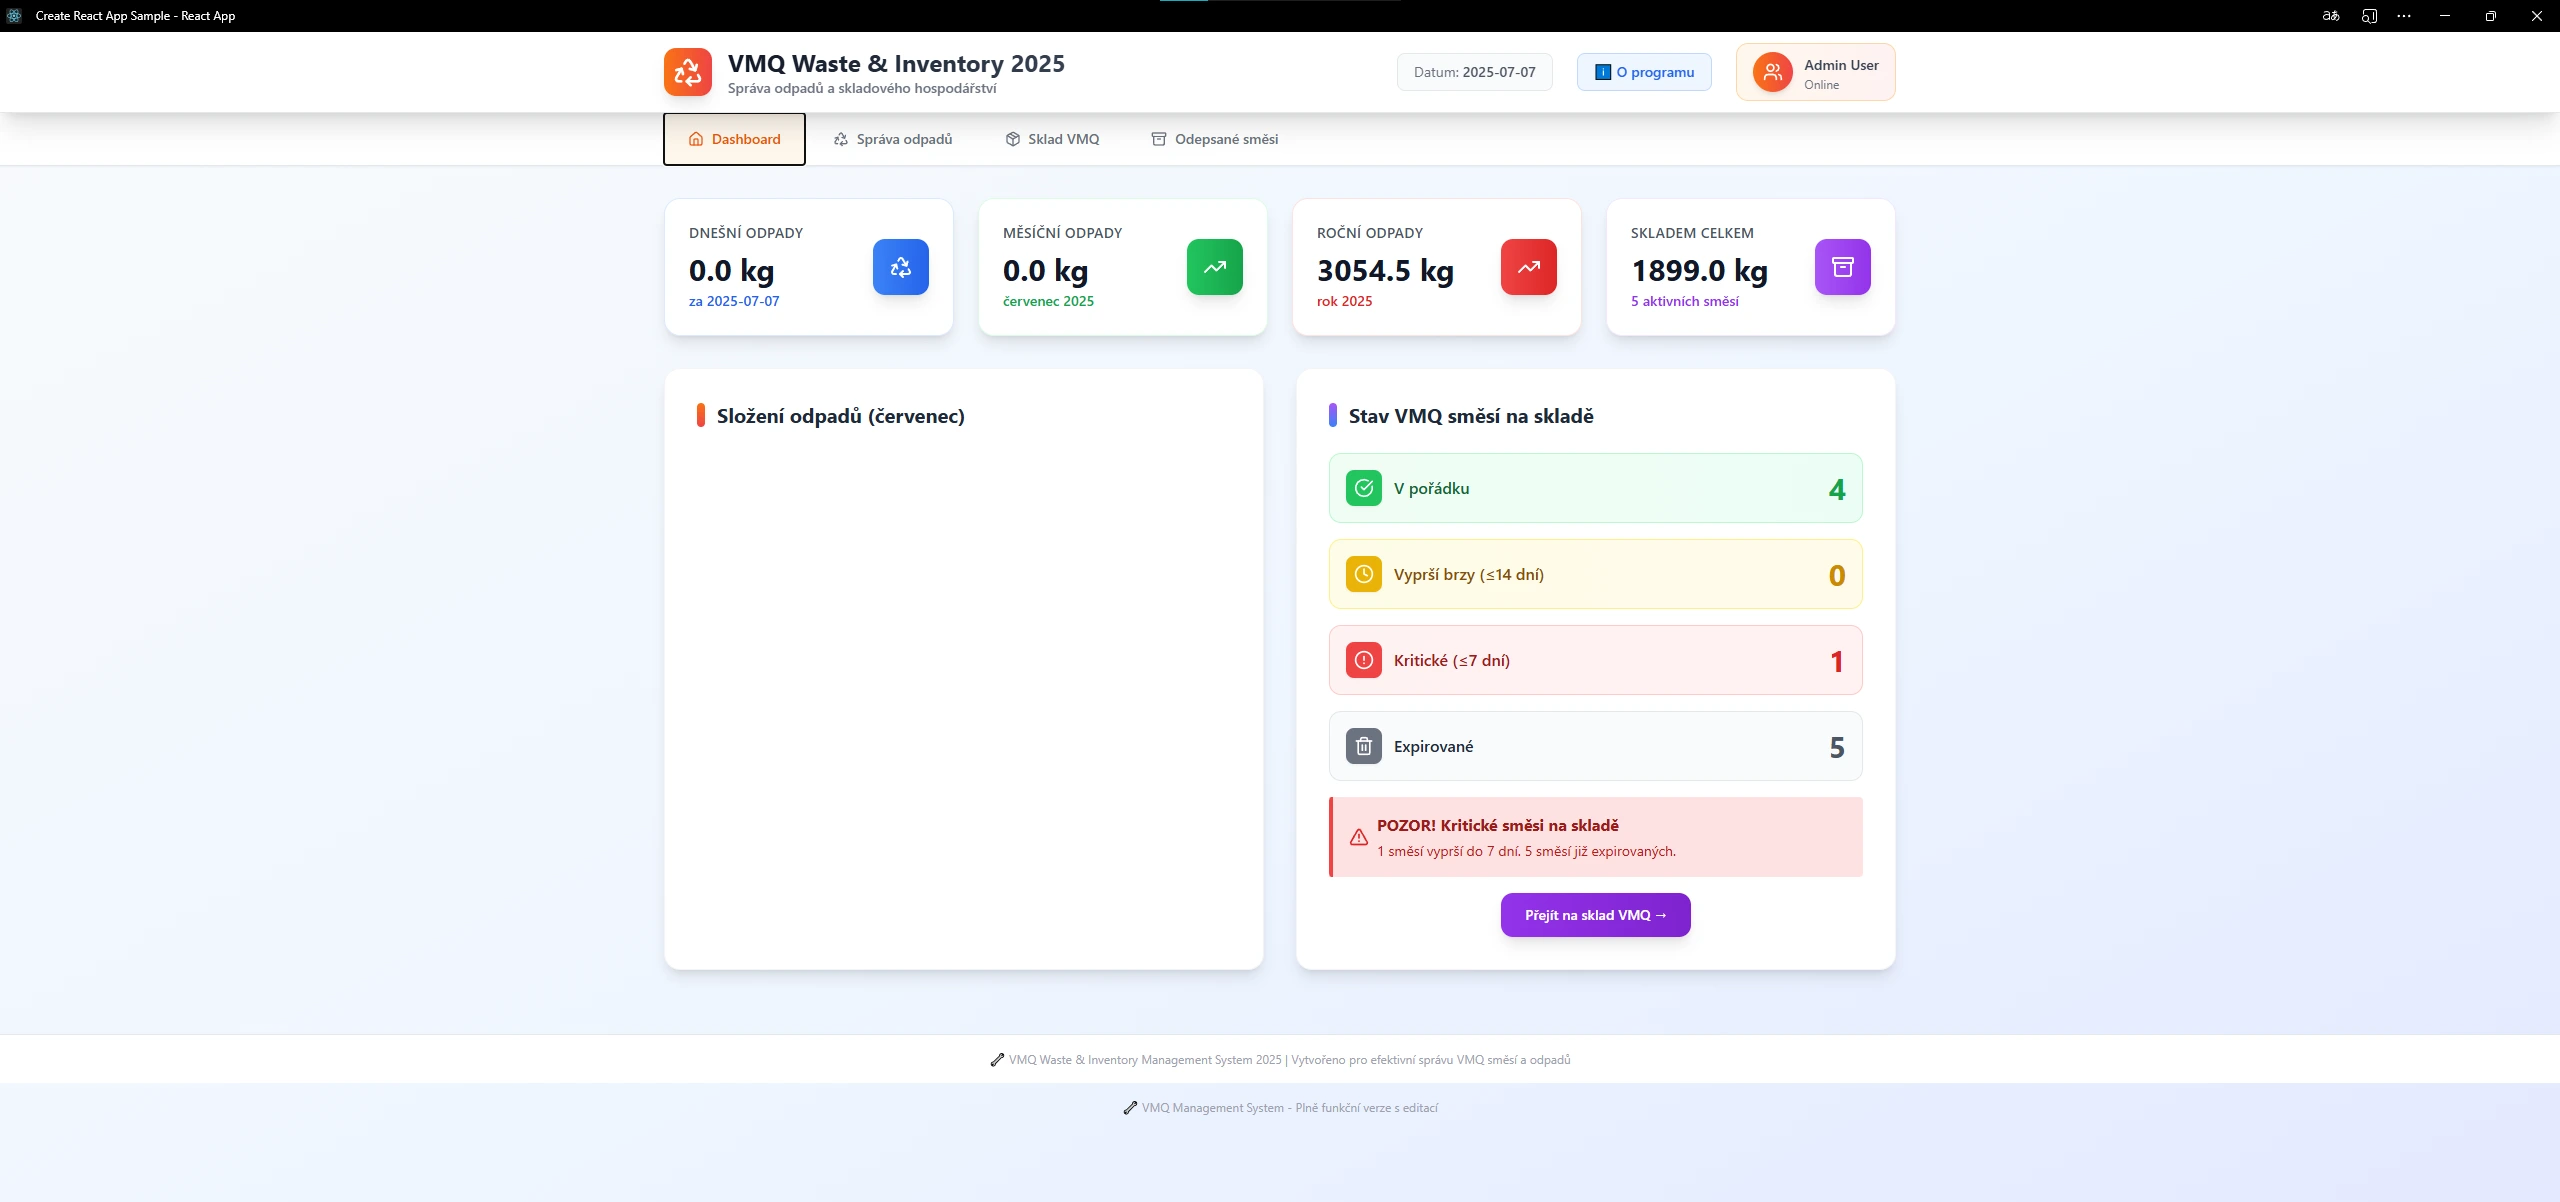 Create React App Sample - React App
VMQ Waste & Inventory 2025
Správa odpadů a skladového hospodářství
Datum: 2025-07-07
O programu
Admin User
Online
Dashboard
Správa odpadů
Sklad VMQ
Odepsané směsi
DNEŠNÍ ODPADY
0.0 kg
za 2025-07-07
MĚSÍČNÍ ODPADY
0.0 kg
červenec 2025
ROČNÍ ODPADY
3054.5 kg
rok 2025
SKLADEM CELKEM
1899.0 kg
5 aktivních směsí
Složení odpadů (červenec)
Stav VMQ směsí na skladě
V pořádku
4
Vyprší brzy (≤14 dní)
0
Kritické (≤7 dní)
1
Expirované
5
POZOR! Kritické směsi na skladě
1 směsí vyprší do 7 dní. 5 směsí již expirovaných.
Přejít na sklad VMQ →
VMQ Waste & Inventory Management System 2025 | Vytvořeno pro efektivní správu VMQ směsí a odpadů
VMQ Management System - Plně funkční verze s editací